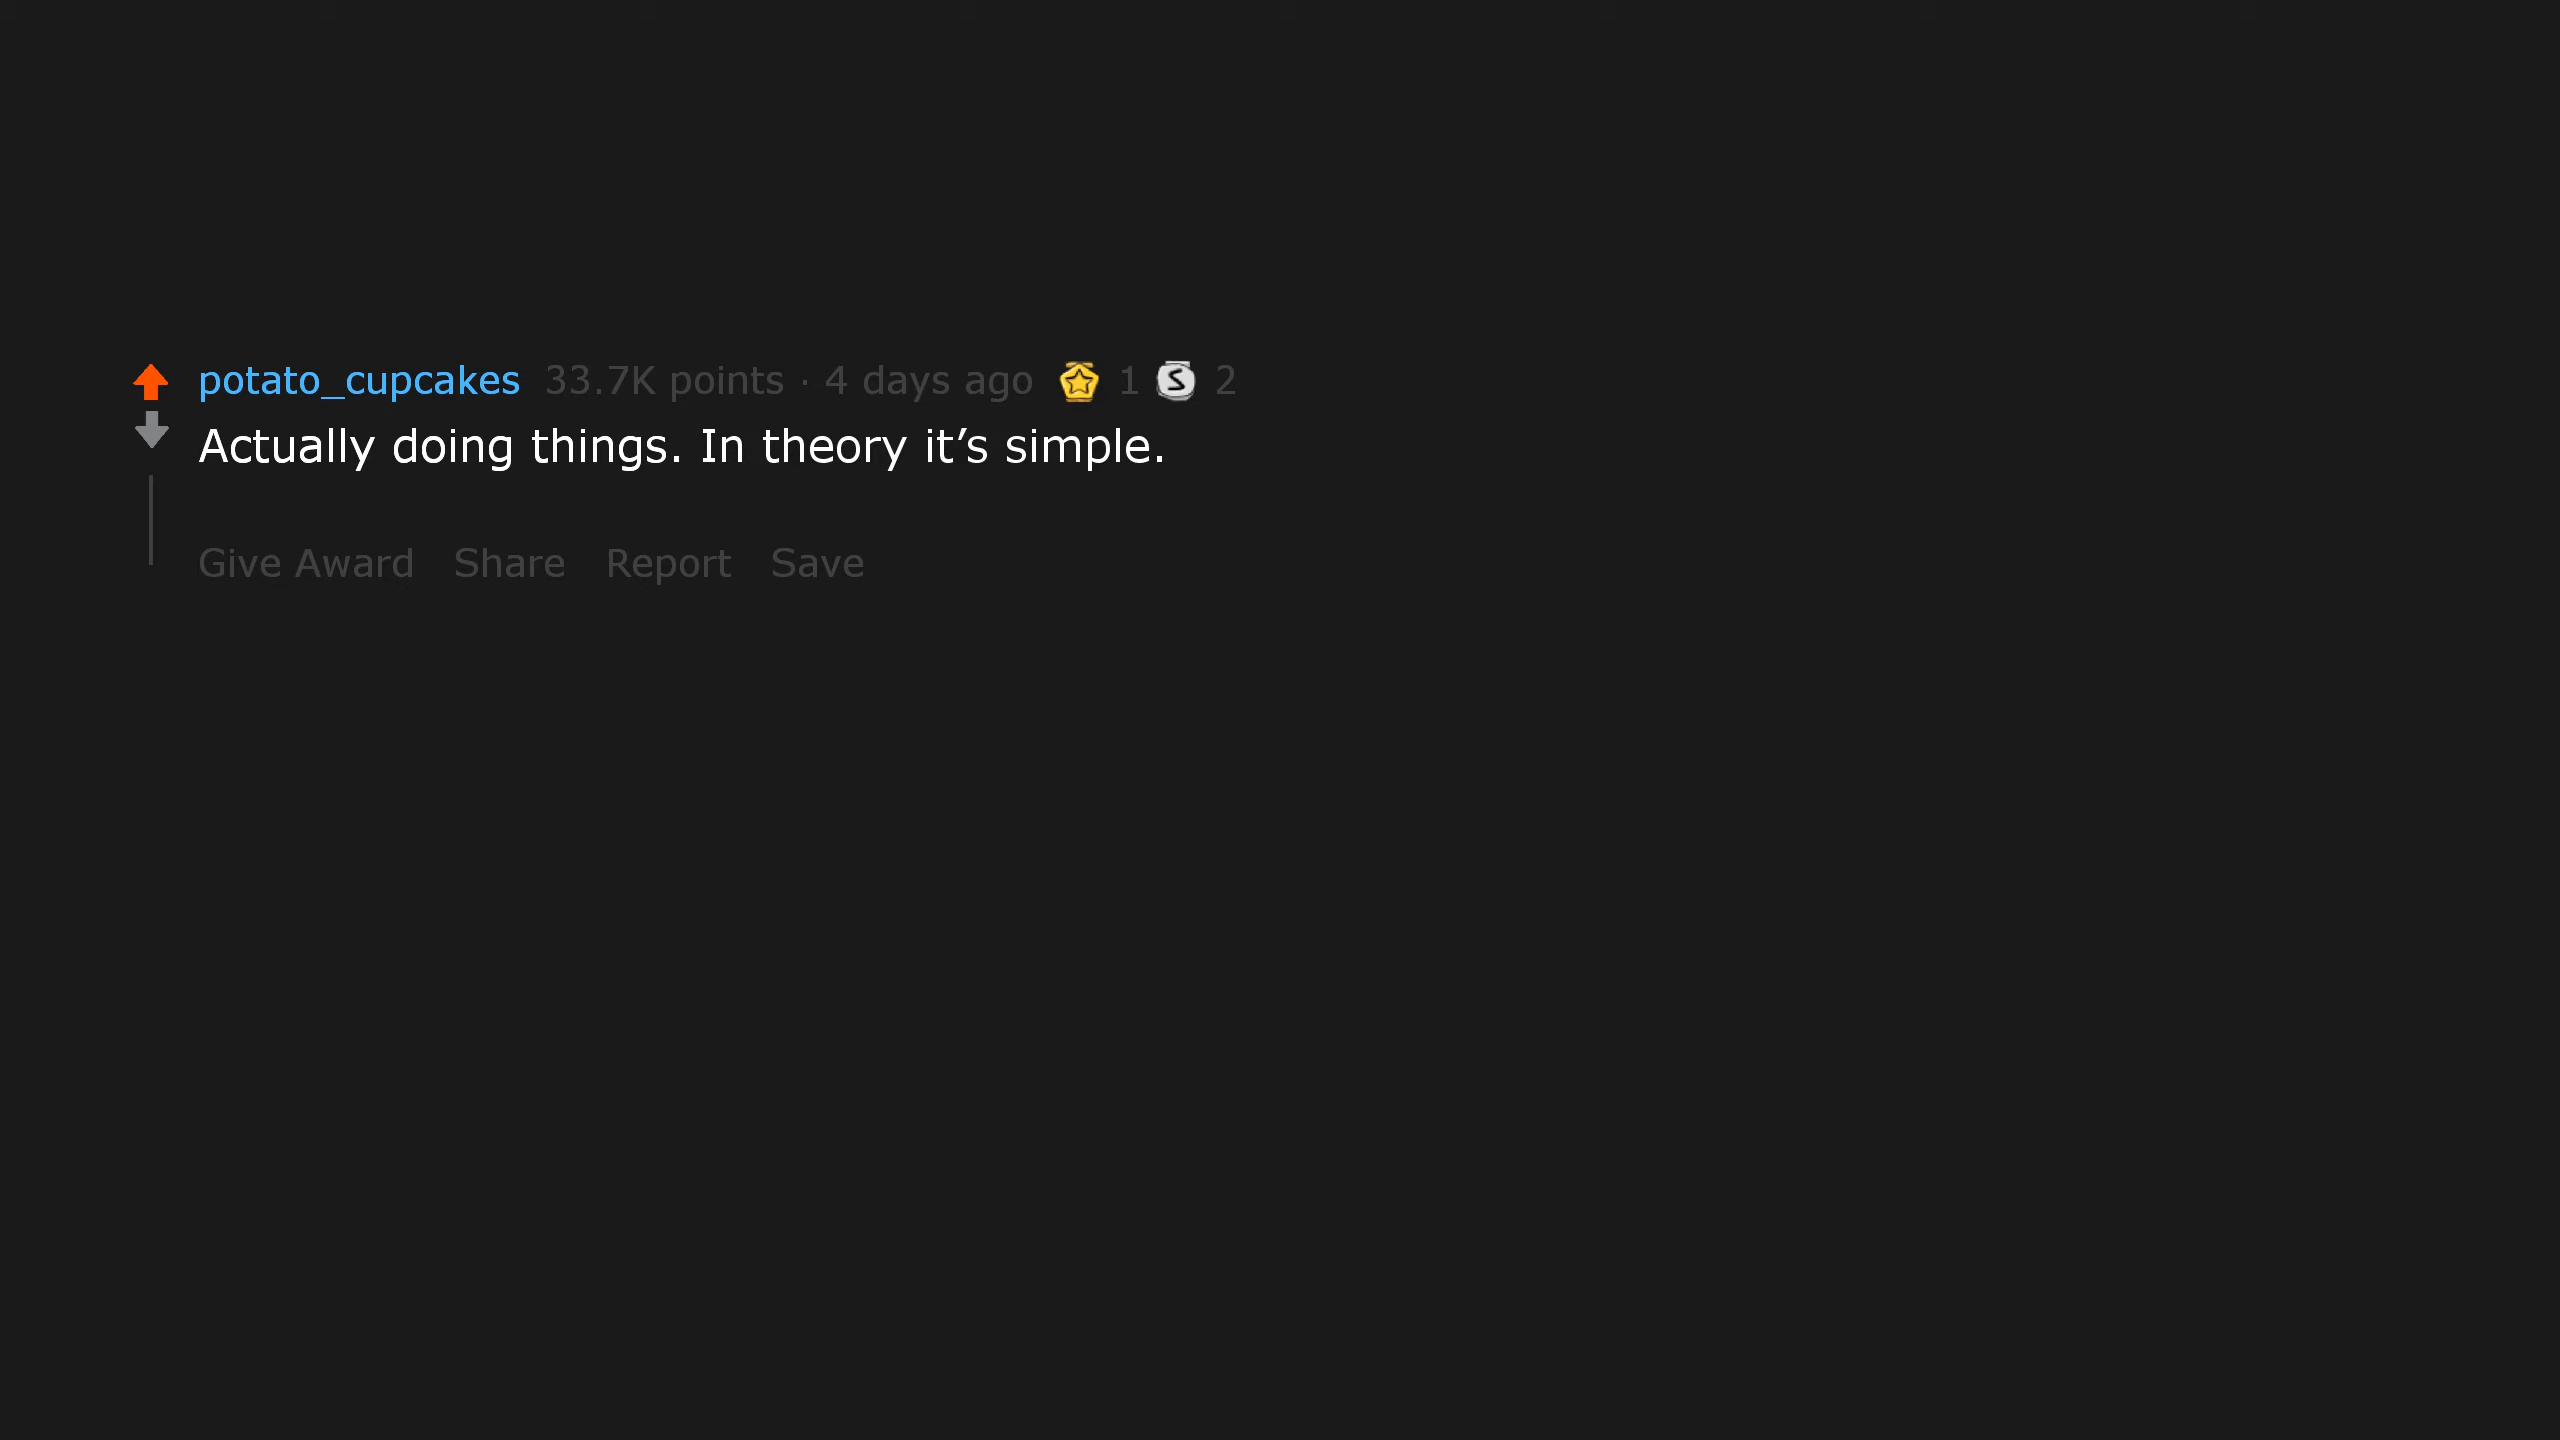 potato_cupcakes 33.7K points · 4 days ago 1 S 2
Actually doing things. In theory it’s simple.
Give Award Share Report Save